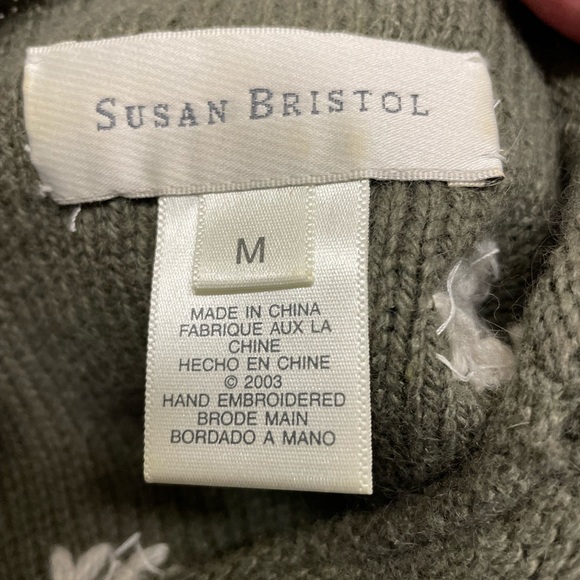 SUSAN BRISTOL
M
MADE IN CHINA
FABRIQUE AUX LA
CHINE
HECHO EN CHINE
© 2003
HAND EMBROIDERED
BRODE MAIN
BORDADO A MANO